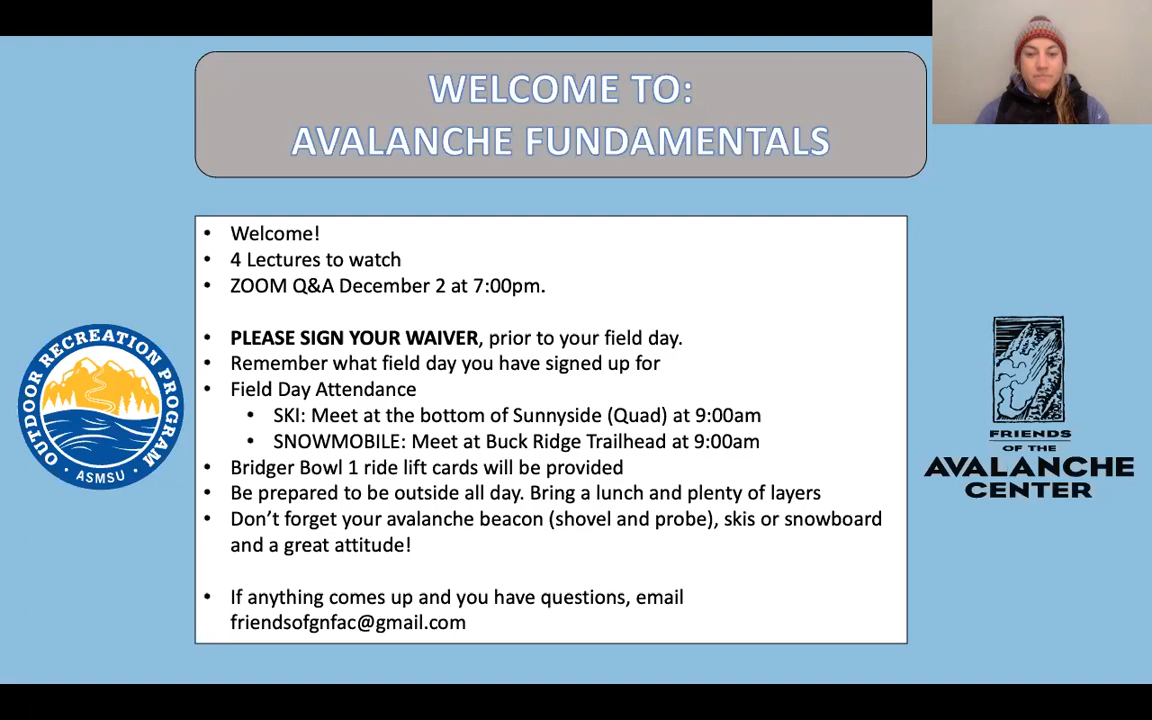 WELCOME TO:
AVALANCHE FUNDAMENTALS
• Welcome!
• 4 Lectures to watch
• ZOOM Q&A December 2 at 7:00pm.
• PLEASE SIGN YOUR WAIVER, prior to your field day.
• Remember what field day you have signed up for
• Field Day Attendance
• SKI: Meet at the bottom of Sunnyside (Quad) at 9:00am
• SNOWMOBILE: Meet at Buck Ridge Trailhead at 9:00am
• Bridger Bowl 1 ride lift cards will be provided
• Be prepared to be outside all day. Bring a lunch and plenty of layers
• Don’t forget your avalanche beacon (shovel and probe), skis or snowboard
and a great attitude!
• If anything comes up and you have questions, email
friendsofgnfac@gmail.com
OUTDOOR RECREATION PROGRAM
• ASMSU •
FRIENDS
OF THE
AVALANCHE
CENTER